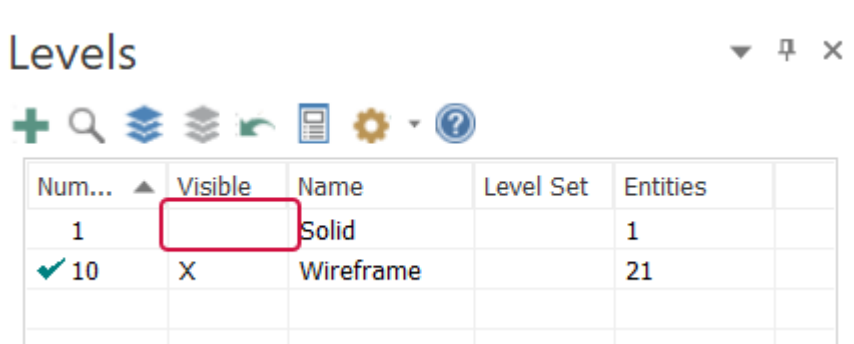 Levels
Num... Visible Name Level Set Entities
1 Solid 1
10 X Wireframe 21